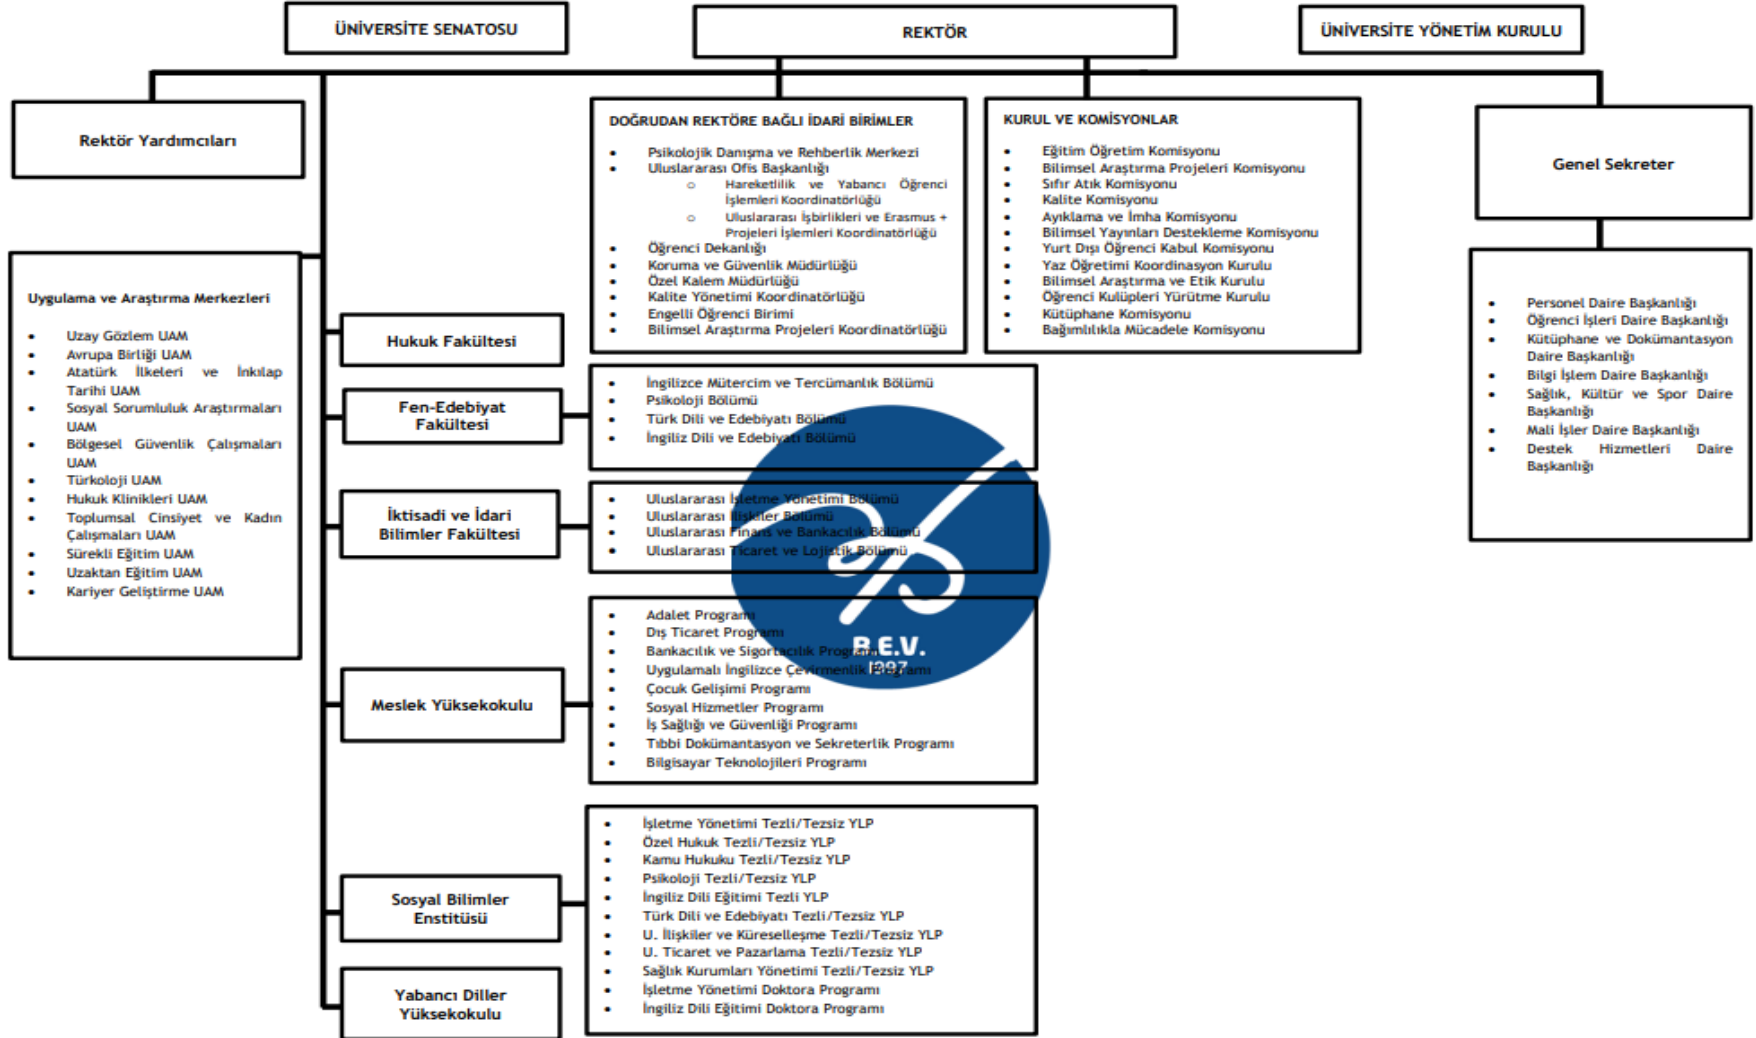 ÜNİVERSİTE SENATOSU
REKTÖR
ÜNİVERSİTE YÖNETİM KURULU
Rektör Yardımcıları
DOĞRUDAN REKTÖRE BAĞLI İDARİ BİRİMLER
• Psikolojik Danışma ve Rehberlik Merkezi
• Uluslararası Ofis Başkanlığı
o Hareketlilik ve Yabancı Öğrenci
İşlemleri Koordinatörlüğü
o Uluslararası İşbirlikleri ve Erasmus +
Projeleri İşlemleri Koordinatörlüğü
• Öğrenci Dekanlığı
• Koruma ve Güvenlik Müdürlüğü
• Özel Kalem Müdürlüğü
• Kalite Yönetimi Koordinatörlüğü
• Engelli Öğrenci Birimi
• Bilimsel Araştırma Projeleri Koordinatörlüğü
KURUL VE KOMİSYONLAR
• Eğitim Öğretim Komisyonu
• Bilimsel Araştırma Projeleri Komisyonu
• Sıfır Atık Komisyonu
• Kalite Komisyonu
• Ayıklama ve İmha Komisyonu
• Bilimsel Yayınları Destekleme Komisyonu
• Yurt Dışı Öğrenci Kabul Komisyonu
• Yaz Öğretimi Koordinasyon Kurulu
• Bilimsel Araştırma ve Etik Kurulu
• Öğrenci Kulüpleri Yürütme Kurulu
• Kütüphane Komisyonu
• Bağımlılıkla Mücadele Komisyonu
Genel Sekreter
• Personel Daire Başkanlığı
• Öğrenci İşleri Daire Başkanlığı
• Kütüphane ve Dokümantasyon
Daire Başkanlığı
• Bilgi İşlem Daire Başkanlığı
• Sağlık, Kültür ve Spor Daire
Başkanlığı
• Mali İşler Daire Başkanlığı
• Destek Hizmetleri Daire
Başkanlığı
Uygulama ve Araştırma Merkezleri
• Uzay Gözlem UAM
• Avrupa Birliği UAM
• Atatürk İlkeleri ve İnkılap
Tarihi UAM
• Sosyal Sorumluluk Araştırmaları
UAM
• Bölgesel Güvenlik Çalışmaları
UAM
• Türkoloji UAM
• Hukuk Klinikleri UAM
• Toplumsal Cinsiyet ve Kadın
Çalışmaları UAM
• Sürekli Eğitim UAM
• Uzaktan Eğitim UAM
• Kariyer Geliştirme UAM
Hukuk Fakültesi
Fen-Edebiyat
Fakültesi
• İngilizce Mütercim ve Tercümanlık Bölümü
• Psikoloji Bölümü
• Türk Dili ve Edebiyatı Bölümü
• İngiliz Dili ve Edebiyatı Bölümü
İktisadi ve İdari
Bilimler Fakültesi
• Uluslararası İşletme Yönetimi Bölümü
• Uluslararası İlişkiler Bölümü
• Uluslararası Finans ve Bankacılık Bölümü
• Uluslararası Ticaret ve Lojistik Bölümü
Meslek Yüksekokulu
• Adalet Programı
• Dış Ticaret Programı
• Bankacılık ve Sigortacılık Programı
• Uygulamalı İngilizce Çevirmenlik Programı
• Çocuk Gelişimi Programı
• Sosyal Hizmetler Programı
• İş Sağlığı ve Güvenliği Programı
• Tıbbi Dokümantasyon ve Sekreterlik Programı
• Bilgisayar Teknolojileri Programı
B.E.V.
1997
Sosyal Bilimler
Enstitüsü
• İşletme Yönetimi Tezli/Tezsiz YLP
• Özel Hukuk Tezli/Tezsiz YLP
• Kamu Hukuku Tezli/Tezsiz YLP
• Psikoloji Tezli/Tezsiz YLP
• İngiliz Dili Eğitimi Tezli YLP
• Türk Dili ve Edebiyatı Tezli/Tezsiz YLP
• U. İlişkiler ve Küreselleşme Tezli/Tezsiz YLP
• U. Ticaret ve Pazarlama Tezli/Tezsiz YLP
• Sağlık Kurumları Yönetimi Tezli/Tezsiz YLP
• İşletme Yönetimi Doktora Programı
• İngiliz Dili Eğitimi Doktora Programı
Yabancı Diller
Yüksekokulu